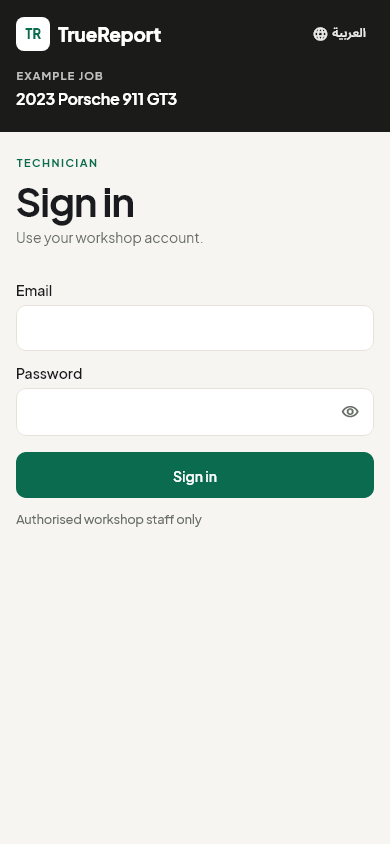 TR
TrueReport
العربية
EXAMPLE JOB
2023 Porsche 911 GT3
TECHNICIAN
Sign in
Use your workshop account.
Email
Password
Sign in
Authorised workshop staff only